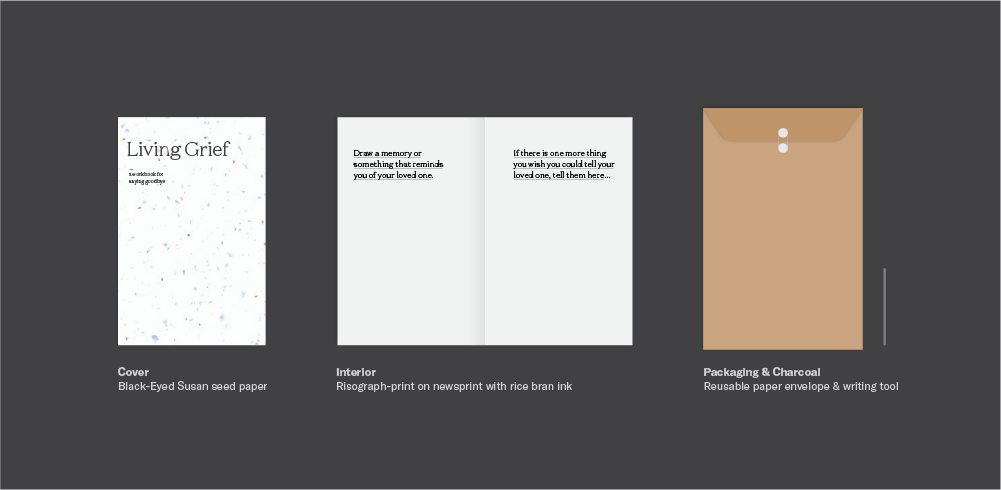 Living Grief
a workbook for
saying goodbye
Draw a memory or
something that reminds
you of your loved one.
If there is one more thing
you wish you could tell your
loved one, tell them here...
Cover
Black-Eyed Susan seed paper
Interior
Risograph-print on newsprint with rice bran ink
Packaging & Charcoal
Reusable paper envelope & writing tool